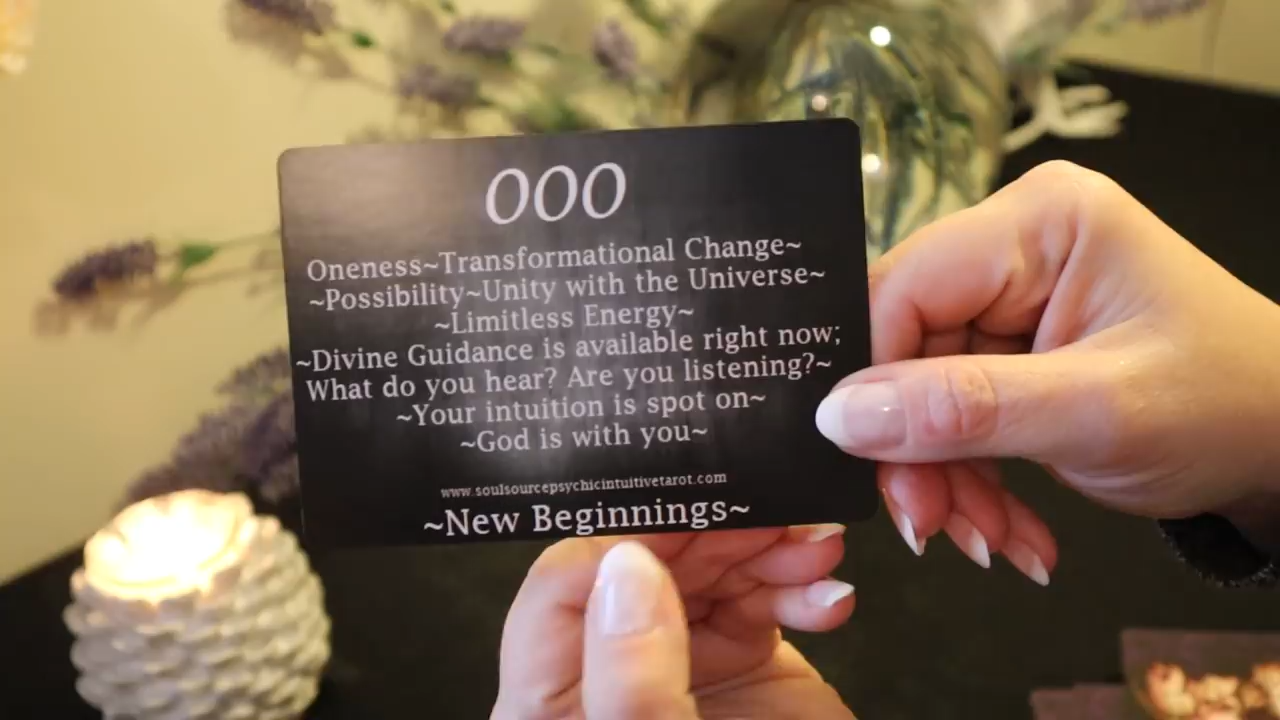 000
Oneness~Transformational Change~
~Possibility~Unity with the Universe~
~Limitless Energy~
~Divine Guidance is available right now;
What do you hear? Are you listening?~
~Your intuition is spot on~
~God is with you~
www.soulsourcepsychicintuitivetarot.com
~New Beginnings~